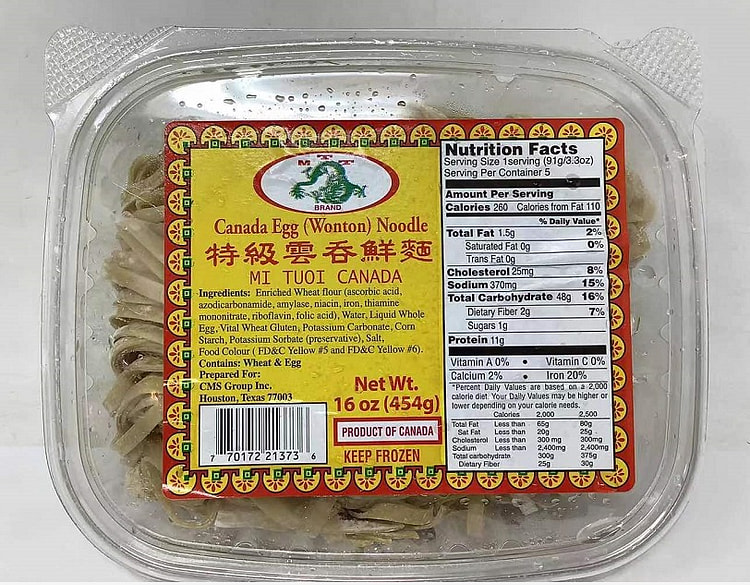 M T T
BRAND
Canada Egg (Wonton) Noodle
特級雲吞鮮麵
MI TUOI CANADA
Ingredients: Enriched Wheat flour (ascorbic acid,
azodicarbonamide, amylase, niacin, iron, thiamine
mononitrate, riboflavin, folic acid), Water, Liquid Whole
Egg, Vital Wheat Gluten, Potassium Carbonate, Corn
Starch, Potassium Sorbate (preservative), Salt,
Food Colour ( FD&C Yellow #5 and FD&C Yellow #6).
Contains: Wheat & Egg
Prepared For:
CMS Group Inc.
Houston, Texas 77003
7 70172 21373 6
Net Wt.
16 oz (454g)
PRODUCT OF CANADA
KEEP FROZEN
Nutrition Facts
Serving Size 1serving (91g/3.3oz)
Serving Per Container 5
Amount Per Serving
Calories 260 Calories from Fat 110
% Daily Value*
Total Fat 1.5g 2%
Saturated Fat 0g 0%
Trans Fat 0g
Cholesterol 25mg 8%
Sodium 370mg 15%
Total Carbohydrate 48g 16%
Dietary Fiber 2g 7%
Sugars 1g
Protein 11g
Vitamin A 0% • Vitamin C 0%
Calcium 2% • Iron 20%
*Percent Daily Values are based on a 2,000
calorie diet. Your Daily Values may be higher or
lower depending on your calorie needs.
Calories 2,000 2,500
Total Fat Less than 65g 80g
Sat Fat Less than 20g 25g
Cholesterol Less than 300 mg 300mg
Sodium Less than 2,400mg 2,400mg
Total carbohydrate 300g 375g
Dietary Fiber 25g 30g